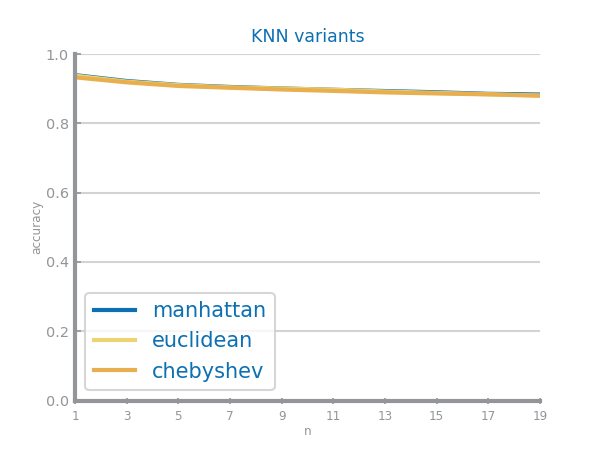 KNN variants
1.0
0.8
0.6
0.4
0.2
0.0
accuracy
manhattan
euclidean
chebyshev
1 3 5 7 9 11 13 15 17 19
n